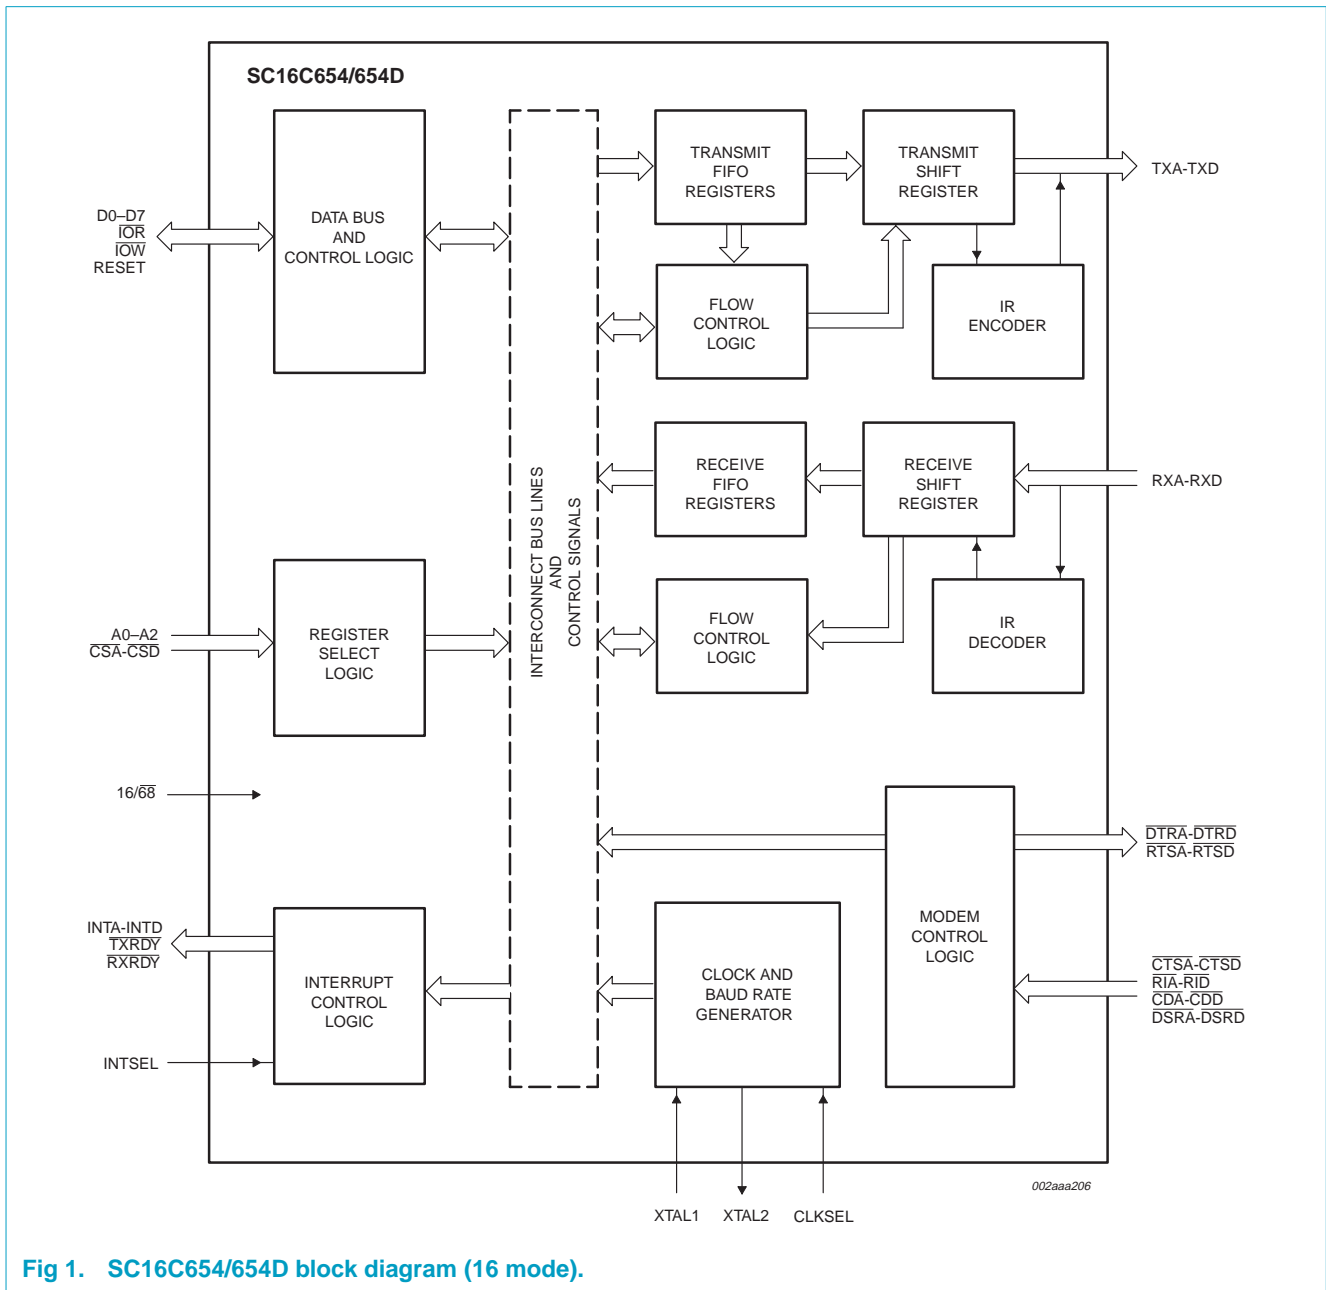 SC16C654/654D
D0–D7
IOR
IOW
RESET
DATA BUS
AND
CONTROL LOGIC
TRANSMIT
FIFO
REGISTERS
TRANSMIT
SHIFT
REGISTER
TXA-TXD
FLOW
CONTROL
LOGIC
IR
ENCODER
INTERCONNECT BUS LINES
AND
CONTROL SIGNALS
RECEIVE
FIFO
REGISTERS
RECEIVE
SHIFT
REGISTER
RXA-RXD
A0–A2
CSA-CSD
REGISTER
SELECT
LOGIC
FLOW
CONTROL
LOGIC
IR
DECODER
16/68
DTRA-DTRD
RTSA-RTSD
MODEM
CONTROL
LOGIC
INTA-INTD
TXRDY
RXRDY
INTERRUPT
CONTROL
LOGIC
INTSEL
CLOCK AND
BAUD RATE
GENERATOR
CTSA-CTSD
RIA-RID
CDA-CDD
DSRA-DSRD
002aaa206
XTAL1 XTAL2 CLKSEL
Fig 1. SC16C654/654D block diagram (16 mode).